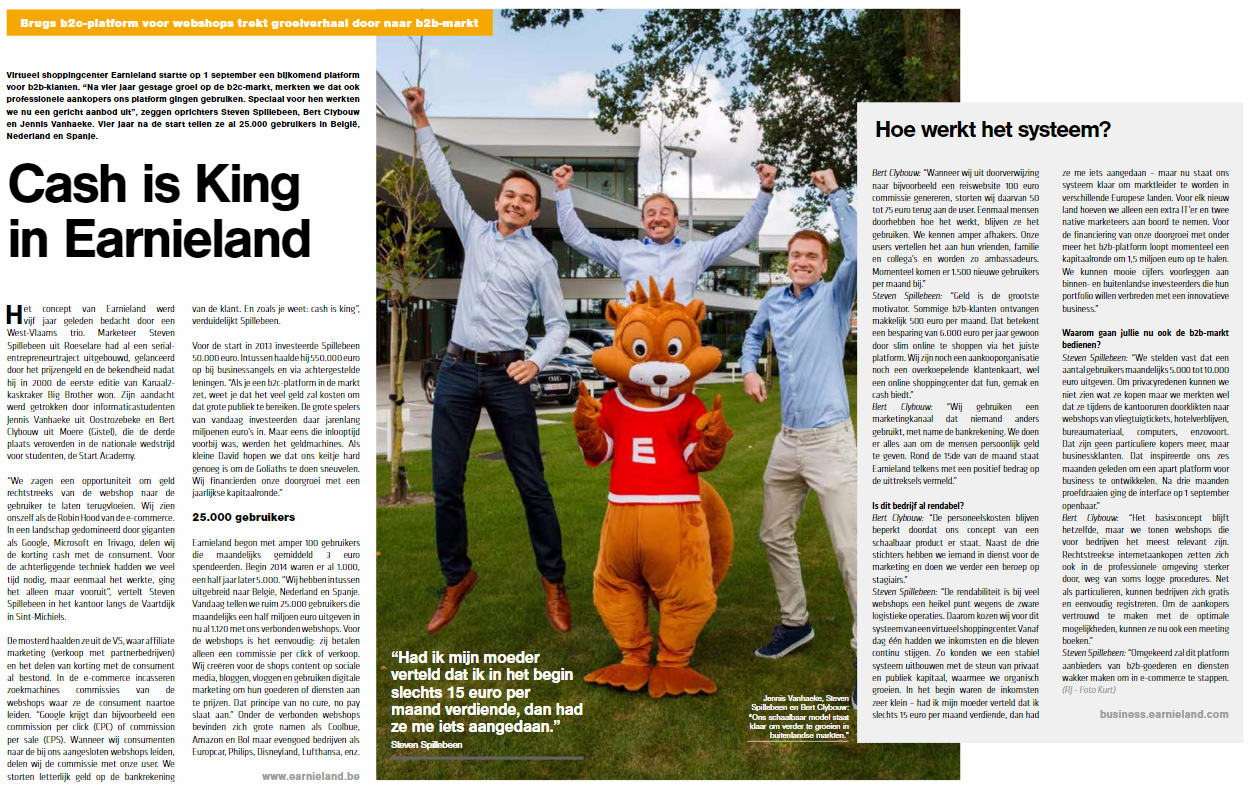 Brugs b2c-platform voor webshops trekt groeiverhaal door naar b2b-markt
Virtueel shoppingcenter Earnieland startte op 1 september een bijkomend platform
voor b2b-klanten. “Na vier jaar gestage groei op de b2c-markt, merkten we dat ook
professionele aankopers ons platform gingen gebruiken. Speciaal voor hen werkten
we nu een gericht aanbod uit”, zeggen oprichters Steven Spillebeen, Bert Clybouw
en Jennis Vanhaeke. Vier jaar na de start tellen ze al 25.000 gebruikers in België,
Nederland en Spanje.
Cash is King
in Earnieland
Het concept van Earnieland werd
vijf jaar geleden bedacht door een
West-Vlaams trio. Marketeer Steven
Spillebeen uit Roeselare had al een serial-
entrepreneurtraject uitgebouwd, gelanceerd
door het prijzengeld en de bekendheid nadat
hij in 2000 de eerste editie van Kanaal2-
kaskraker Big Brother won. Zijn aandacht
werd getrokken door informaticastudenten
Jennis Vanhaeke uit Oostrozebeke en Bert
Clybouw uit Moere (Gistel), die de derde
plaats veroverden in de nationale wedstrijd
voor studenten, de Start Academy.
“We zagen een opportuniteit om geld
rechtstreeks van de webshop naar de
gebruiker te laten terugvloeien. Wij zien
onszelf als de Robin Hood van de e-commerce.
In een landschap gedomineerd door giganten
als Google, Microsoft en Trivago, delen wij
de korting cash met de consument. Voor
de achterliggende techniek hadden we veel
tijd nodig, maar eenmaal het werkte, ging
het alleen maar vooruit”, vertelt Steven
Spillebeen in het kantoor langs de Vaartdijk
in Sint-Michiels.
De mosterd haalden ze uit de VS, waar affiliate
marketing (verkoop met partnerbedrijven)
en het delen van korting met de consument
al bestond. In de e-commerce incasseren
zoekmachines commissies van de
webshops waar ze de consument naartoe
leiden. “Google krijgt dan bijvoorbeeld een
commission per click (CPC) of commission
per sale (CPS). Wanneer wij consumenten
naar de bij ons aangesloten webshops leiden,
delen wij de commissie met onze user. We
storten letterlijk geld op de bankrekening
van de klant. En zoals je weet: cash is king”,
verduidelijkt Spillebeen.
Voor de start in 2013 investeerde Spillebeen
50.000 euro. Intussen haalde hij 550.000 euro
op bij businessangels en via achtergestelde
leningen. “Als je een b2c-platform in de markt
zet, weet je dat het veel geld zal kosten om
dat grote publiek te bereiken. De grote spelers
van vandaag investeerden daar jarenlang
miljoenen euro’s in. Maar eens die inlooptijd
voorbij was, werden het geldmachines. Als
kleine David hopen we dat ons keitje hard
genoeg is om de Goliaths te doen sneuvelen.
Wij financierden onze doorgroei met een
jaarlijkse kapitaalronde.”
25.000 gebruikers
Earnieland begon met amper 100 gebruikers
die maandelijks gemiddeld 3 euro
spendeerden. Begin 2014 waren er al 1.000,
een half jaar later 5.000. “Wij hebben intussen
uitgebreid naar België, Nederland en Spanje.
Vandaag tellen we ruim 25.000 gebruikers die
maandelijks een half miljoen euro uitgeven in
nu al 1.120 met ons verbonden webshops. Voor
de webshops is het eenvoudig: zij betalen
alleen een commissie per click of verkoop.
Wij creëren voor de shops content op sociale
media, bloggen, vloggen en gebruiken digitale
marketing om hun goederen of diensten aan
te prijzen. Dat principe van no cure, no pay
slaat aan.” Onder de verbonden webshops
bevinden zich grote namen als Coolbue,
Amazon en Bol maar evengoed bedrijven als
Europcar, Philips, Disneyland, Lufthansa, enz.
www.earnieland.be
E
“Had ik mijn moeder
verteld dat ik in het begin
slechts 15 euro per
maand verdiende, dan had
ze me iets aangedaan.”
Steven Spillebeen
Jennis Vanhaeke, Steven
Spillebeen en Bert Clybouw:
“Ons schaalbaar model staat
klaar om verder te groeien in
buitenlandse markten.”
Hoe werkt het systeem?
Bert Clybouw: “Wanneer wij uit doorverwijzing
naar bijvoorbeeld een reiswebsite 100 euro
commissie genereren, storten wij daarvan 50
tot 75 euro terug aan de user. Eenmaal mensen
doorhebben hoe het werkt, blijven ze het
gebruiken. We kennen amper afhakers. Onze
users vertellen het aan hun vrienden, familie
en collega’s en worden zo ambassadeurs.
Momenteel komen er 1.500 nieuwe gebruikers
per maand bij.”
Steven Spillebeen: “Geld is de grootste
motivator. Sommige b2b-klanten ontvangen
makkelijk 500 euro per maand. Dat betekent
een besparing van 6.000 euro per jaar gewoon
door slim online te shoppen via het juiste
platform. Wij zijn noch een aankooporganisatie
noch een overkoepelende klantenkaart, wel
een online shoppingcenter dat fun, gemak en
cash biedt.”
Bert Clybouw: “Wij gebruiken een
marketingkanaal dat niemand anders
gebruikt, met name de bankrekening. We doen
er alles aan om de mensen persoonlijk geld
te geven. Rond de 15de van de maand staat
Earnieland telkens met een positief bedrag op
de uittreksels vermeld.”
Is dit bedrijf al rendabel?
Bert Clybouw: “De personeelskosten blijven
beperkt doordat ons concept van een
schaalbaar product er staat. Naast de drie
stichters hebben we iemand in dienst voor de
marketing en doen we verder een beroep op
stagiairs.”
Steven Spillebeen: “De rendabiliteit is bij veel
webshops een heikel punt wegens de zware
logistieke operaties. Daarom kozen wij voor dit
systeem van een virtueel shoppingcenter. Vanaf
dag één hadden we inkomsten en die bleven
continu stijgen. Zo konden we een stabiel
systeem uitbouwen met de steun van privaat
en publiek kapitaal, waarmee we organisch
groeien. In het begin waren de inkomsten
zeer klein – had ik mijn moeder verteld dat ik
slechts 15 euro per maand verdiende, dan had
ze me iets aangedaan – maar nu staat ons
systeem klaar om marktleider te worden in
verschillende Europese landen. Voor elk nieuw
land hoeven we alleen een extra IT’er en twee
native marketeers aan boord te nemen. Voor
de financiering van onze doorgroei met onder
meer het b2b-platform loopt momenteel een
kapitaalronde om 1,5 miljoen euro op te halen.
We kunnen mooie cijfers voorleggen aan
binnen- en buitenlandse investeerders die hun
portfolio willen verbreden met een innovatieve
business.”
Waarom gaan jullie nu ook de b2b-markt
bedienen?
Steven Spillebeen: “We stelden vast dat een
aantal gebruikers maandelijks 5.000 tot 10.000
euro uitgeven. Om privacyredenen kunnen we
niet zien wat ze kopen maar we merkten wel
dat ze tijdens de kantooruren doorklikten naar
webshops van vliegtuigtickets, hotelverblijven,
bureaumateriaal, computers, enzovoort.
Dat zijn geen particuliere kopers meer, maar
businessklanten. Dat inspireerde ons zes
maanden geleden om een apart platform voor
business te ontwikkelen. Na drie maanden
proefdraaien ging de interface op 1 september
openbaar.”
Bert Clybouw: “Het basisconcept blijft
hetzelfde, maar we tonen webshops die
voor bedrijven het meest relevant zijn.
Rechtstreekse internetaankopen zetten zich
ook in de professionele omgeving sterker
door, weg van soms logge procedures. Net
als particulieren, kunnen bedrijven zich gratis
en eenvoudig registreren. Om de aankopers
vertrouwd te maken met de optimale
mogelijkheden, kunnen ze nu ook een meeting
boeken.”
Steven Spillebeen: “Omgekeerd zal dit platform
aanbieders van b2b-goederen en diensten
wakker maken om in e-commerce te stappen.
(RJ - Foto Kurt)
business.earnieland.com